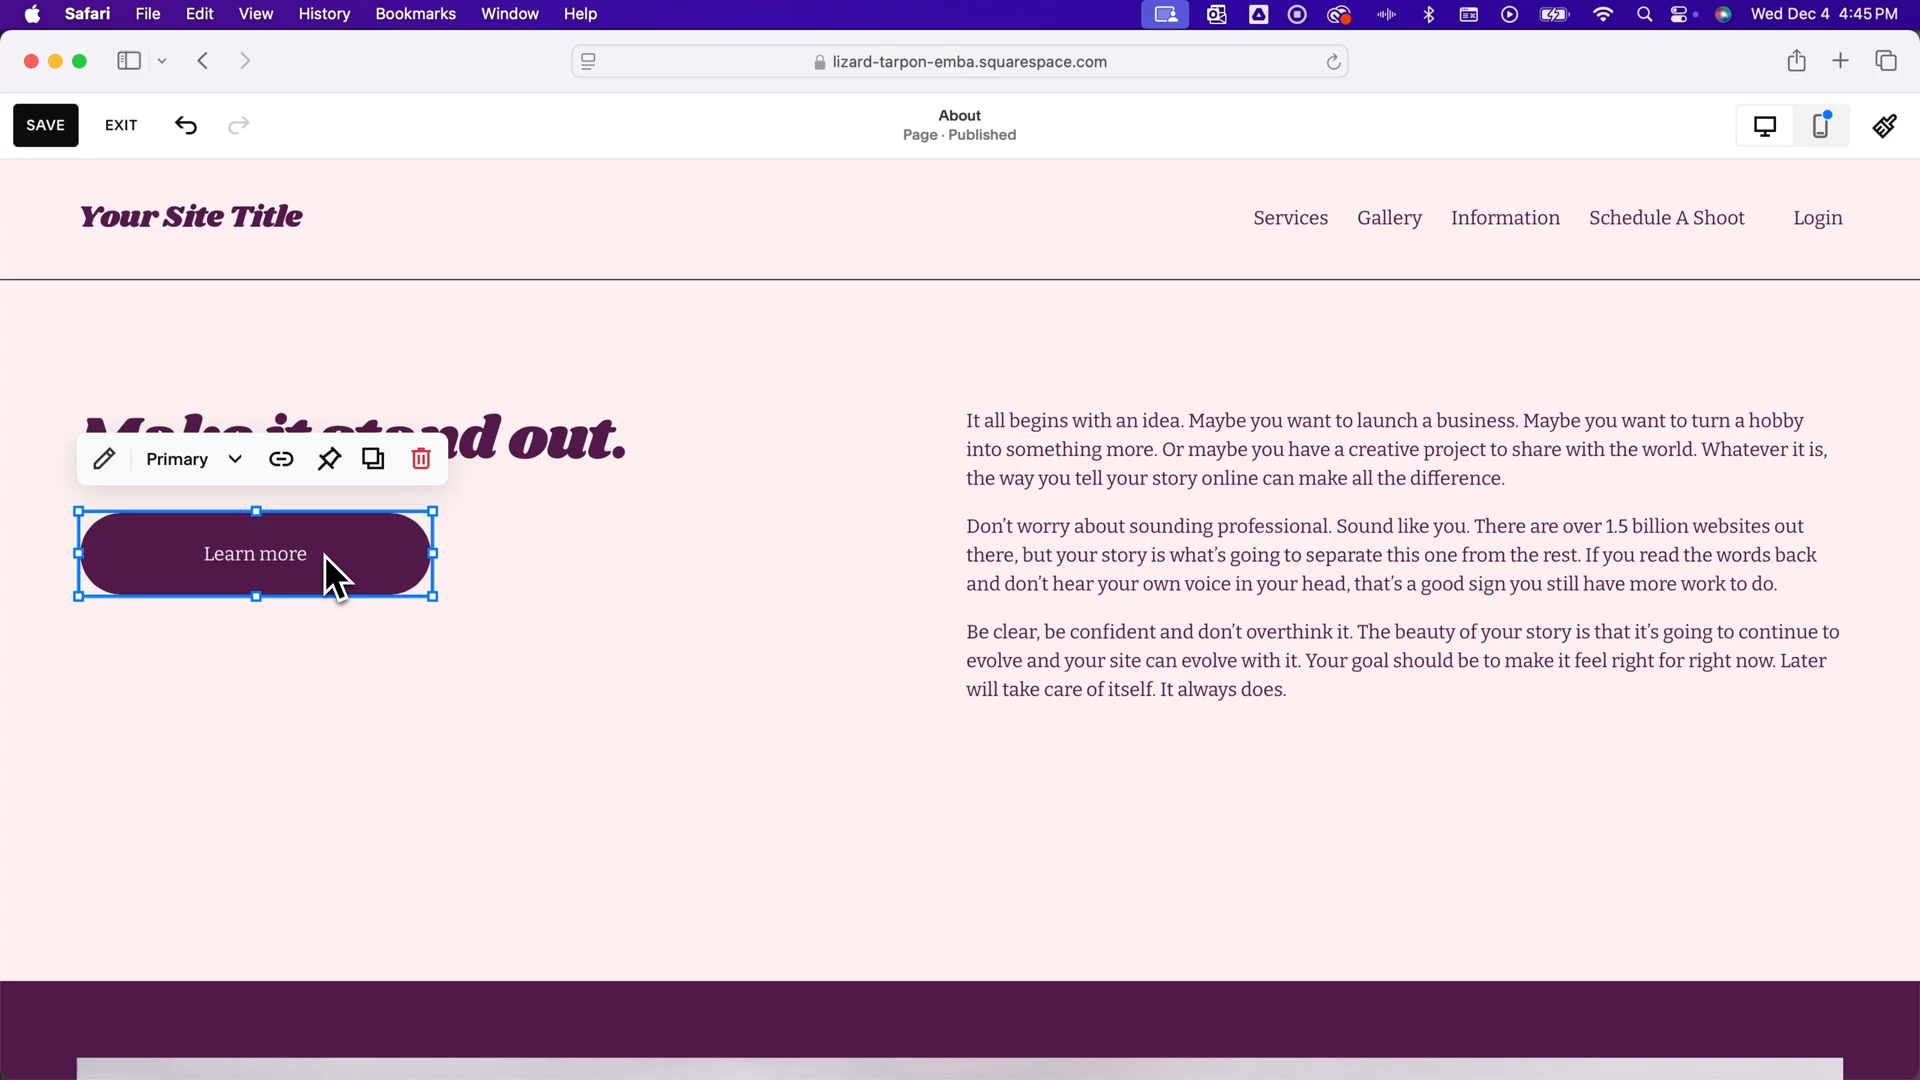 Safari File Edit View History Bookmarks Window Help Wed Dec 4 4:45 PM
lizard-tarpon-emba.squarespace.com
SAVE EXIT
About
Page · Published
Your Site Title
Services Gallery Information Schedule A Shoot Login
Make it stand out.
Primary
Learn more
It all begins with an idea. Maybe you want to launch a business. Maybe you want to turn a hobby
into something more. Or maybe you have a creative project to share with the world. Whatever it is,
the way you tell your story online can make all the difference.
Don’t worry about sounding professional. Sound like you. There are over 1.5 billion websites out
there, but your story is what’s going to separate this one from the rest. If you read the words back
and don’t hear your own voice in your head, that’s a good sign you still have more work to do.
Be clear, be confident and don’t overthink it. The beauty of your story is that it’s going to continue to
evolve and your site can evolve with it. Your goal should be to make it feel right for right now. Later
will take care of itself. It always does.